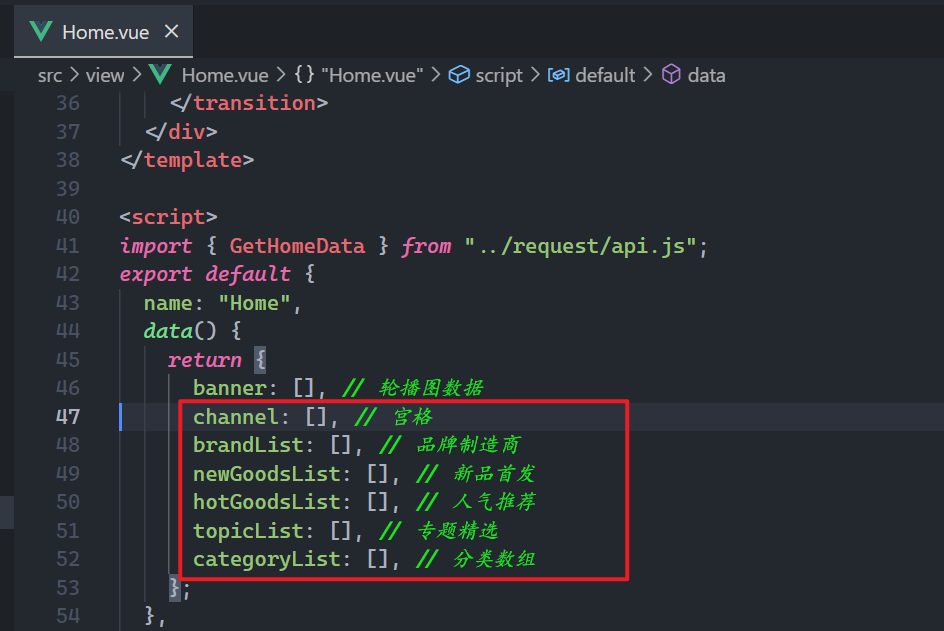 Home.vue ×
src > view > Home.vue > {} "Home.vue" > script > default > data
36 </transition>
37 </div>
38 </template>
39
40 <script>
41 import { GetHomeData } from "../request/api.js";
42 export default {
43 name: "Home",
44 data() {
45 return {
46 banner: [], // 轮播图数据
47 channel: [], // 宫格
48 brandList: [], // 品牌制造商
49 newGoodsList: [], // 新品首发
50 hotGoodsList: [], // 人气推荐
51 topicList: [], // 专题精选
52 categoryList: [], // 分类数组
53 };
54 },